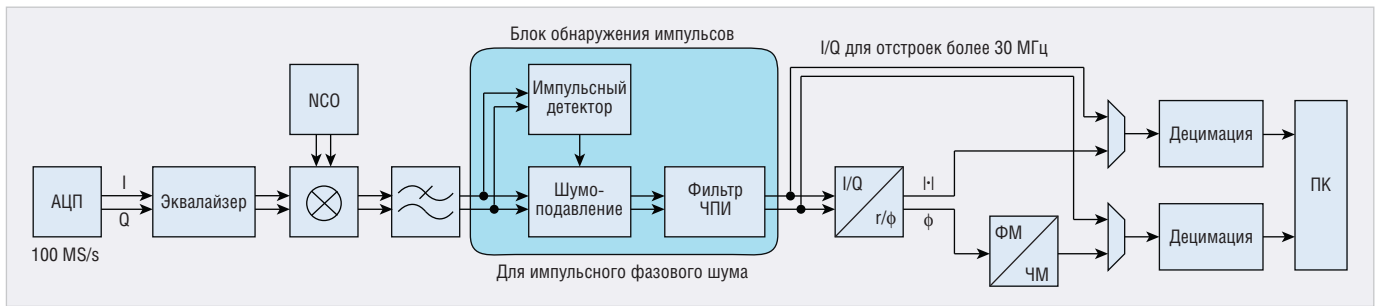 Блок обнаружения импульсов
I/Q для отстроек более 30 МГц
NCO
Импульсный
детектор
АЦП
I
Q
Эквалайзер
Шумо-
подавление
Фильтр
ЧПИ
I/Q
r/ϕ
|·|
ϕ
ФМ
ЧМ
Децимация
Децимация
ПК
100 MS/s
Для импульсного фазового шума